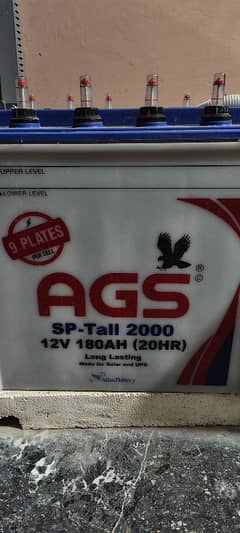 UPPER LEVEL
LOWER LEVEL
9 PLATES
PER CELL
AGS
®
©
SP-Tall 2000
12V 180AH (20HR)
Long Lasting
Made for Solar and UPS
Atlas Battery